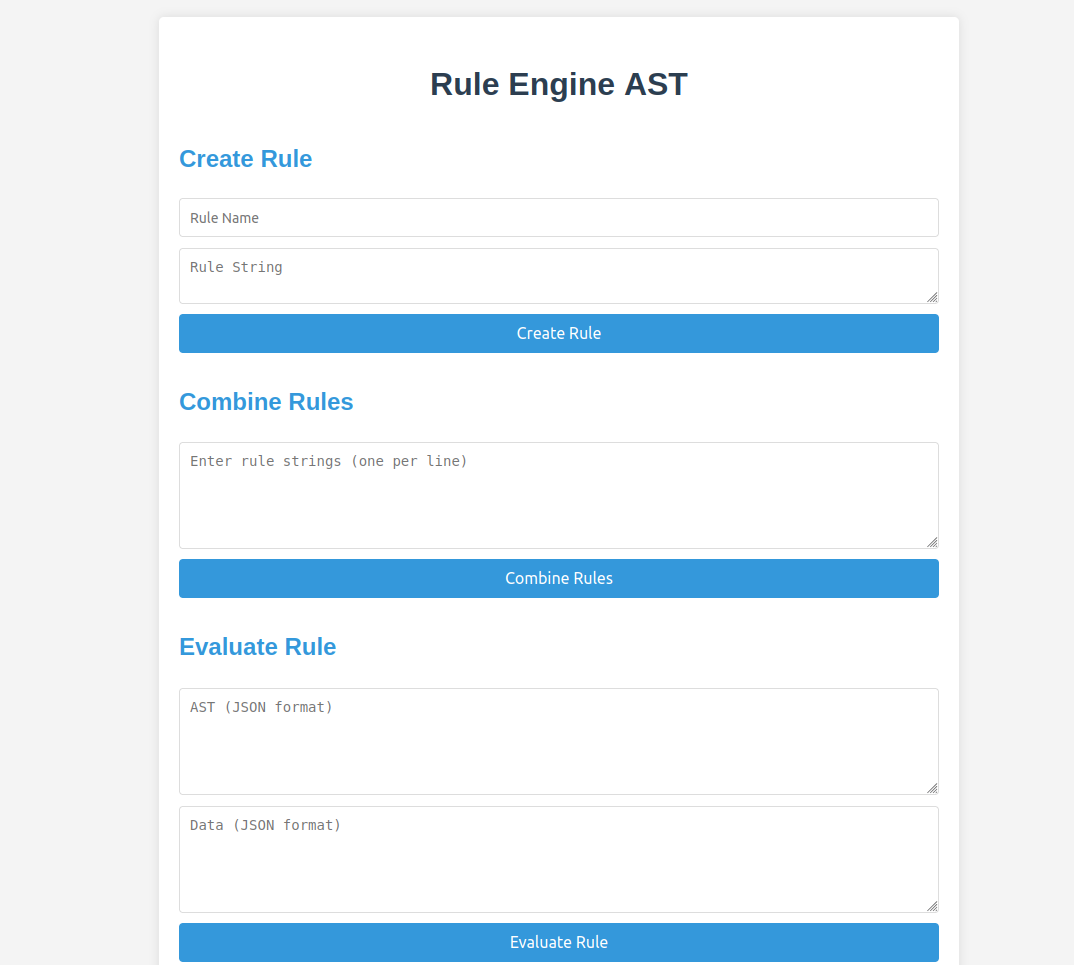 Rule Engine AST
Create Rule
Rule Name
Rule String
Create Rule
Combine Rules
Enter rule strings (one per line)
Combine Rules
Evaluate Rule
AST (JSON format)
Data (JSON format)
Evaluate Rule